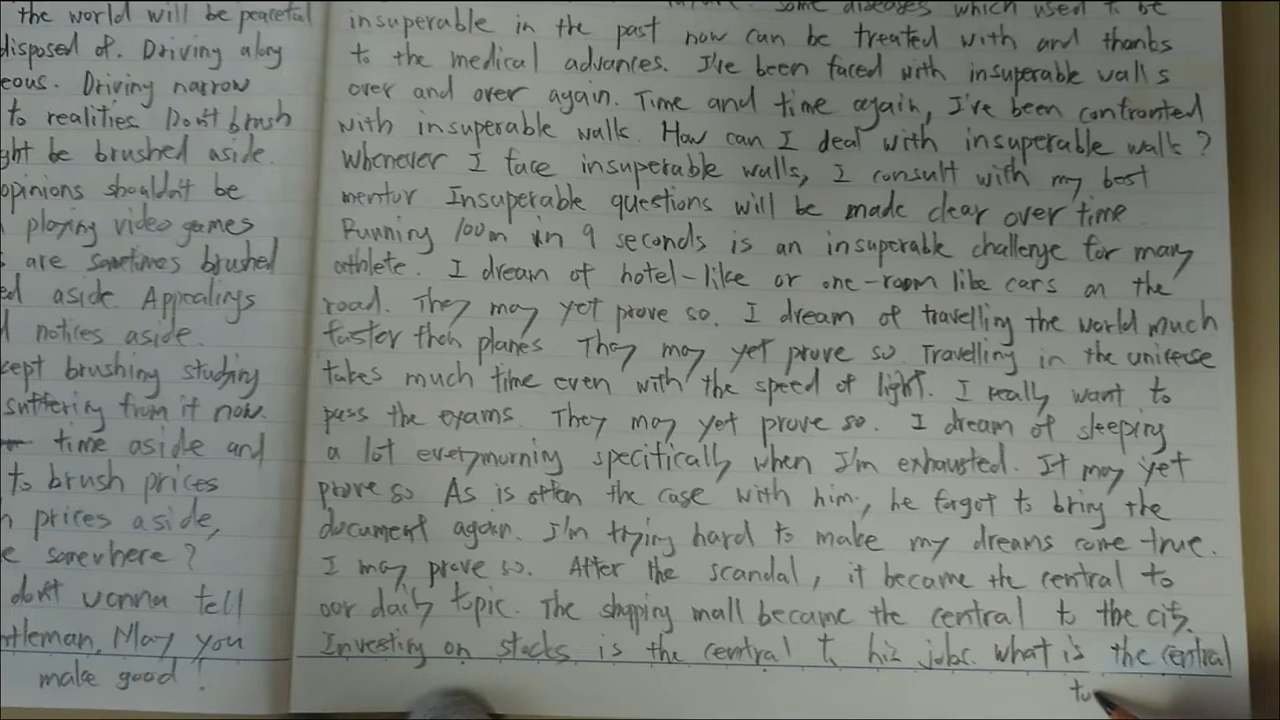 the world will be peaceful
disposed of. Driving along
eous. Driving narrow
to realities. Don't brush
ght be brushed aside.
opinions shouldn't be
playing video games
s are sometimes brushed
ed aside. Appealings
d notices aside.
cept brushing studying
suffering from it now.
time aside and
to brush prices
n prices aside,
e somewhere?
don't wanna tell
ntleman, May you
make good!
some diseases which used to be
insuperable in the past now can be treated with and thanks
to the medical advances. I've been faced with insuperable walls
over and over again. Time and time again, I've been confronted
with insuperable walls. How can I deal with insuperable walls?
Whenever I face insuperable walls, I consult with my best
mentor Insuperable questions will be made clear over time
Running 100m in 9 seconds is an insuperable challenge for many
athlete. I dream of hotel-like or one-room like cars on the
road. They may yet prove so. I dream of travelling the world much
faster than planes They may yet prove so Travelling in the universe
takes much time even with the speed of light. I really want to
pass the exams. They may yet prove so. I dream of sleeping
a lot everymorning specifically when I'm exhausted. It may yet
prove so As is often the case with him, he forgot to bring the
document again. I'm trying hard to make my dreams come true.
I may prove so. After the scandal, it became the central to
our daily topic. The shopping mall became the central to the city.
Investing on stocks is the central to his jobs. What is the central
to